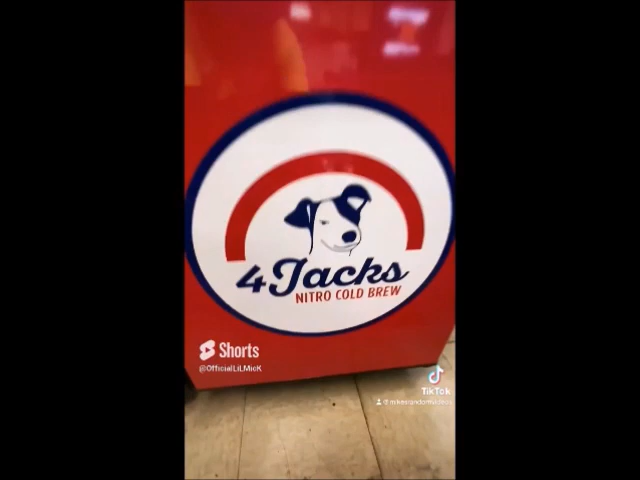 4Jacks
NITRO COLD BREW
Shorts
@OfficialLiLMicK
TikTok